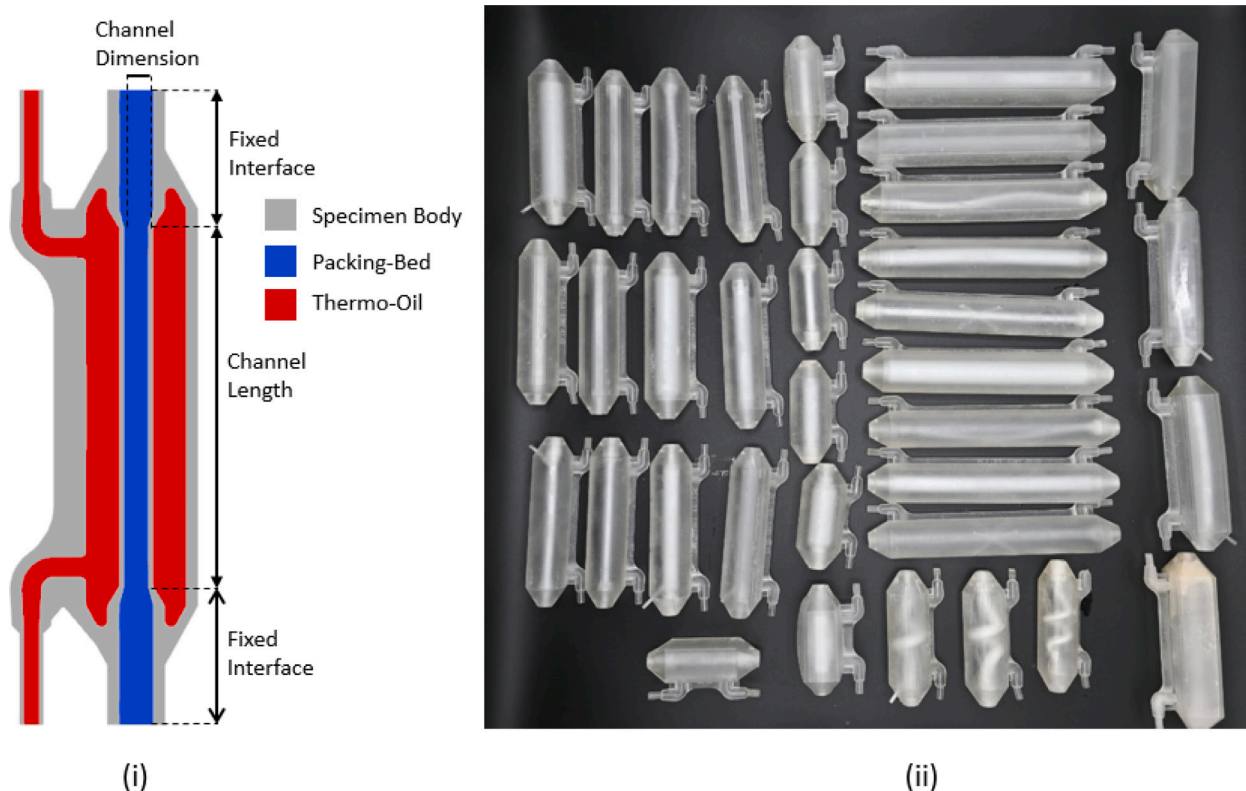 Channel
Dimension
Fixed
Interface
Specimen Body
Packing-Bed
Thermo-Oil
Channel
Length
Fixed
Interface
(i)
(ii)